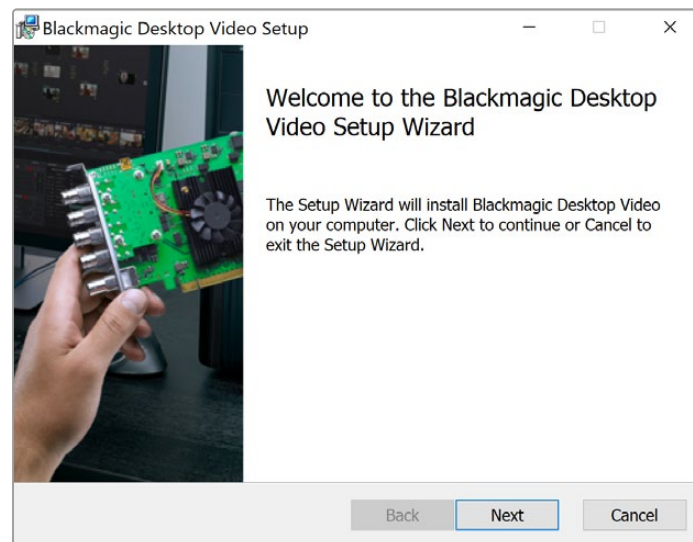 Blackmagic Desktop Video Setup
Welcome to the Blackmagic Desktop
Video Setup Wizard
The Setup Wizard will install Blackmagic Desktop Video
on your computer. Click Next to continue or Cancel to
exit the Setup Wizard.
Back Next Cancel